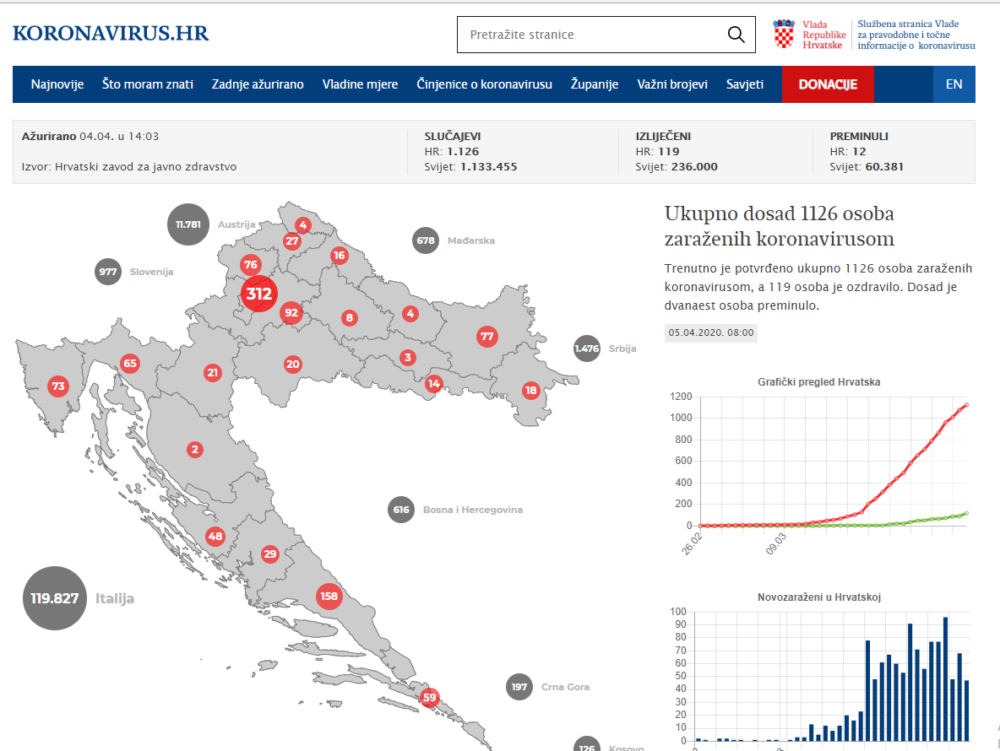 KORONAVIRUS.HR
Pretražite stranice
Vlada
Republike
Hrvatske
Službena stranica Vlade
za pravodobne i točne
informacije o koronavirusu
Najnovije Što moram znati Zadnje ažurirano Vladine mjere Činjenice o koronavirusu Županije Važni brojevi Savjeti DONACIJE EN
Ažurirano 04.04. u 14:03
Izvor: Hrvatski zavod za javno zdravstvo
SLUČAJEVI
HR: 1.126
Svijet: 1.133.455
IZLIJEČENI
HR: 119
Svijet: 236.000
PREMINULI
HR: 12
Svijet: 60.381
11.781 Austrija
4
678 Mađarska
27
16
76
977 Slovenija
312
92
8
4
77
1.476 Srbija
65
21
20
3
73
14
18
2
616 Bosna i Hercegovina
48
29
119.827 Italija
158
197 Crna Gora
59
126 Kosovo
Ukupno dosad 1126 osoba
zaraženih koronavirusom
Trenutno je potvrđeno ukupno 1126 osoba zaraženih
koronavirusom, a 119 osoba je ozdravilo. Dosad je
dvanaest osoba preminulo.
05.04.2020. 08:00
Grafički pregled Hrvatska
1200
1000
800
600
400
200
0
26.02 09.03
Novozaraženi u Hrvatskoj
100
90
80
70
60
50
40
30
20
10
0